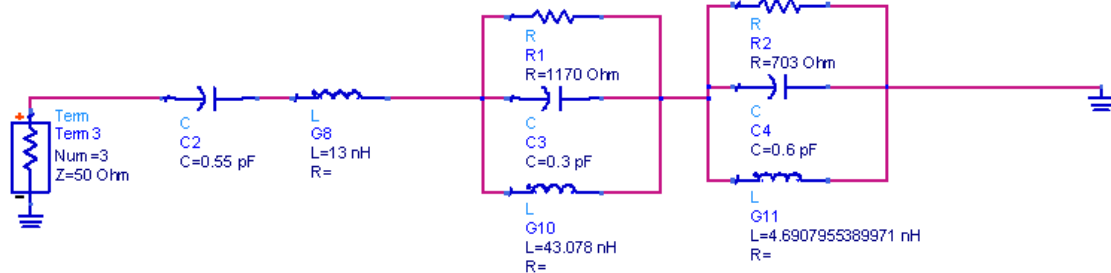 +
Term
Term3
Num=3
Z=50 Ohm
-
C
C2
C=0.55 pF
L
G8
L=13 nH
R=
R
R1
R=1170 Ohm
C
C3
C=0.3 pF
L
G10
L=43.078 nH
R=
R
R2
R=703 Ohm
C
C4
C=0.6 pF
L
G11
L=4.6907955389971 nH
R=